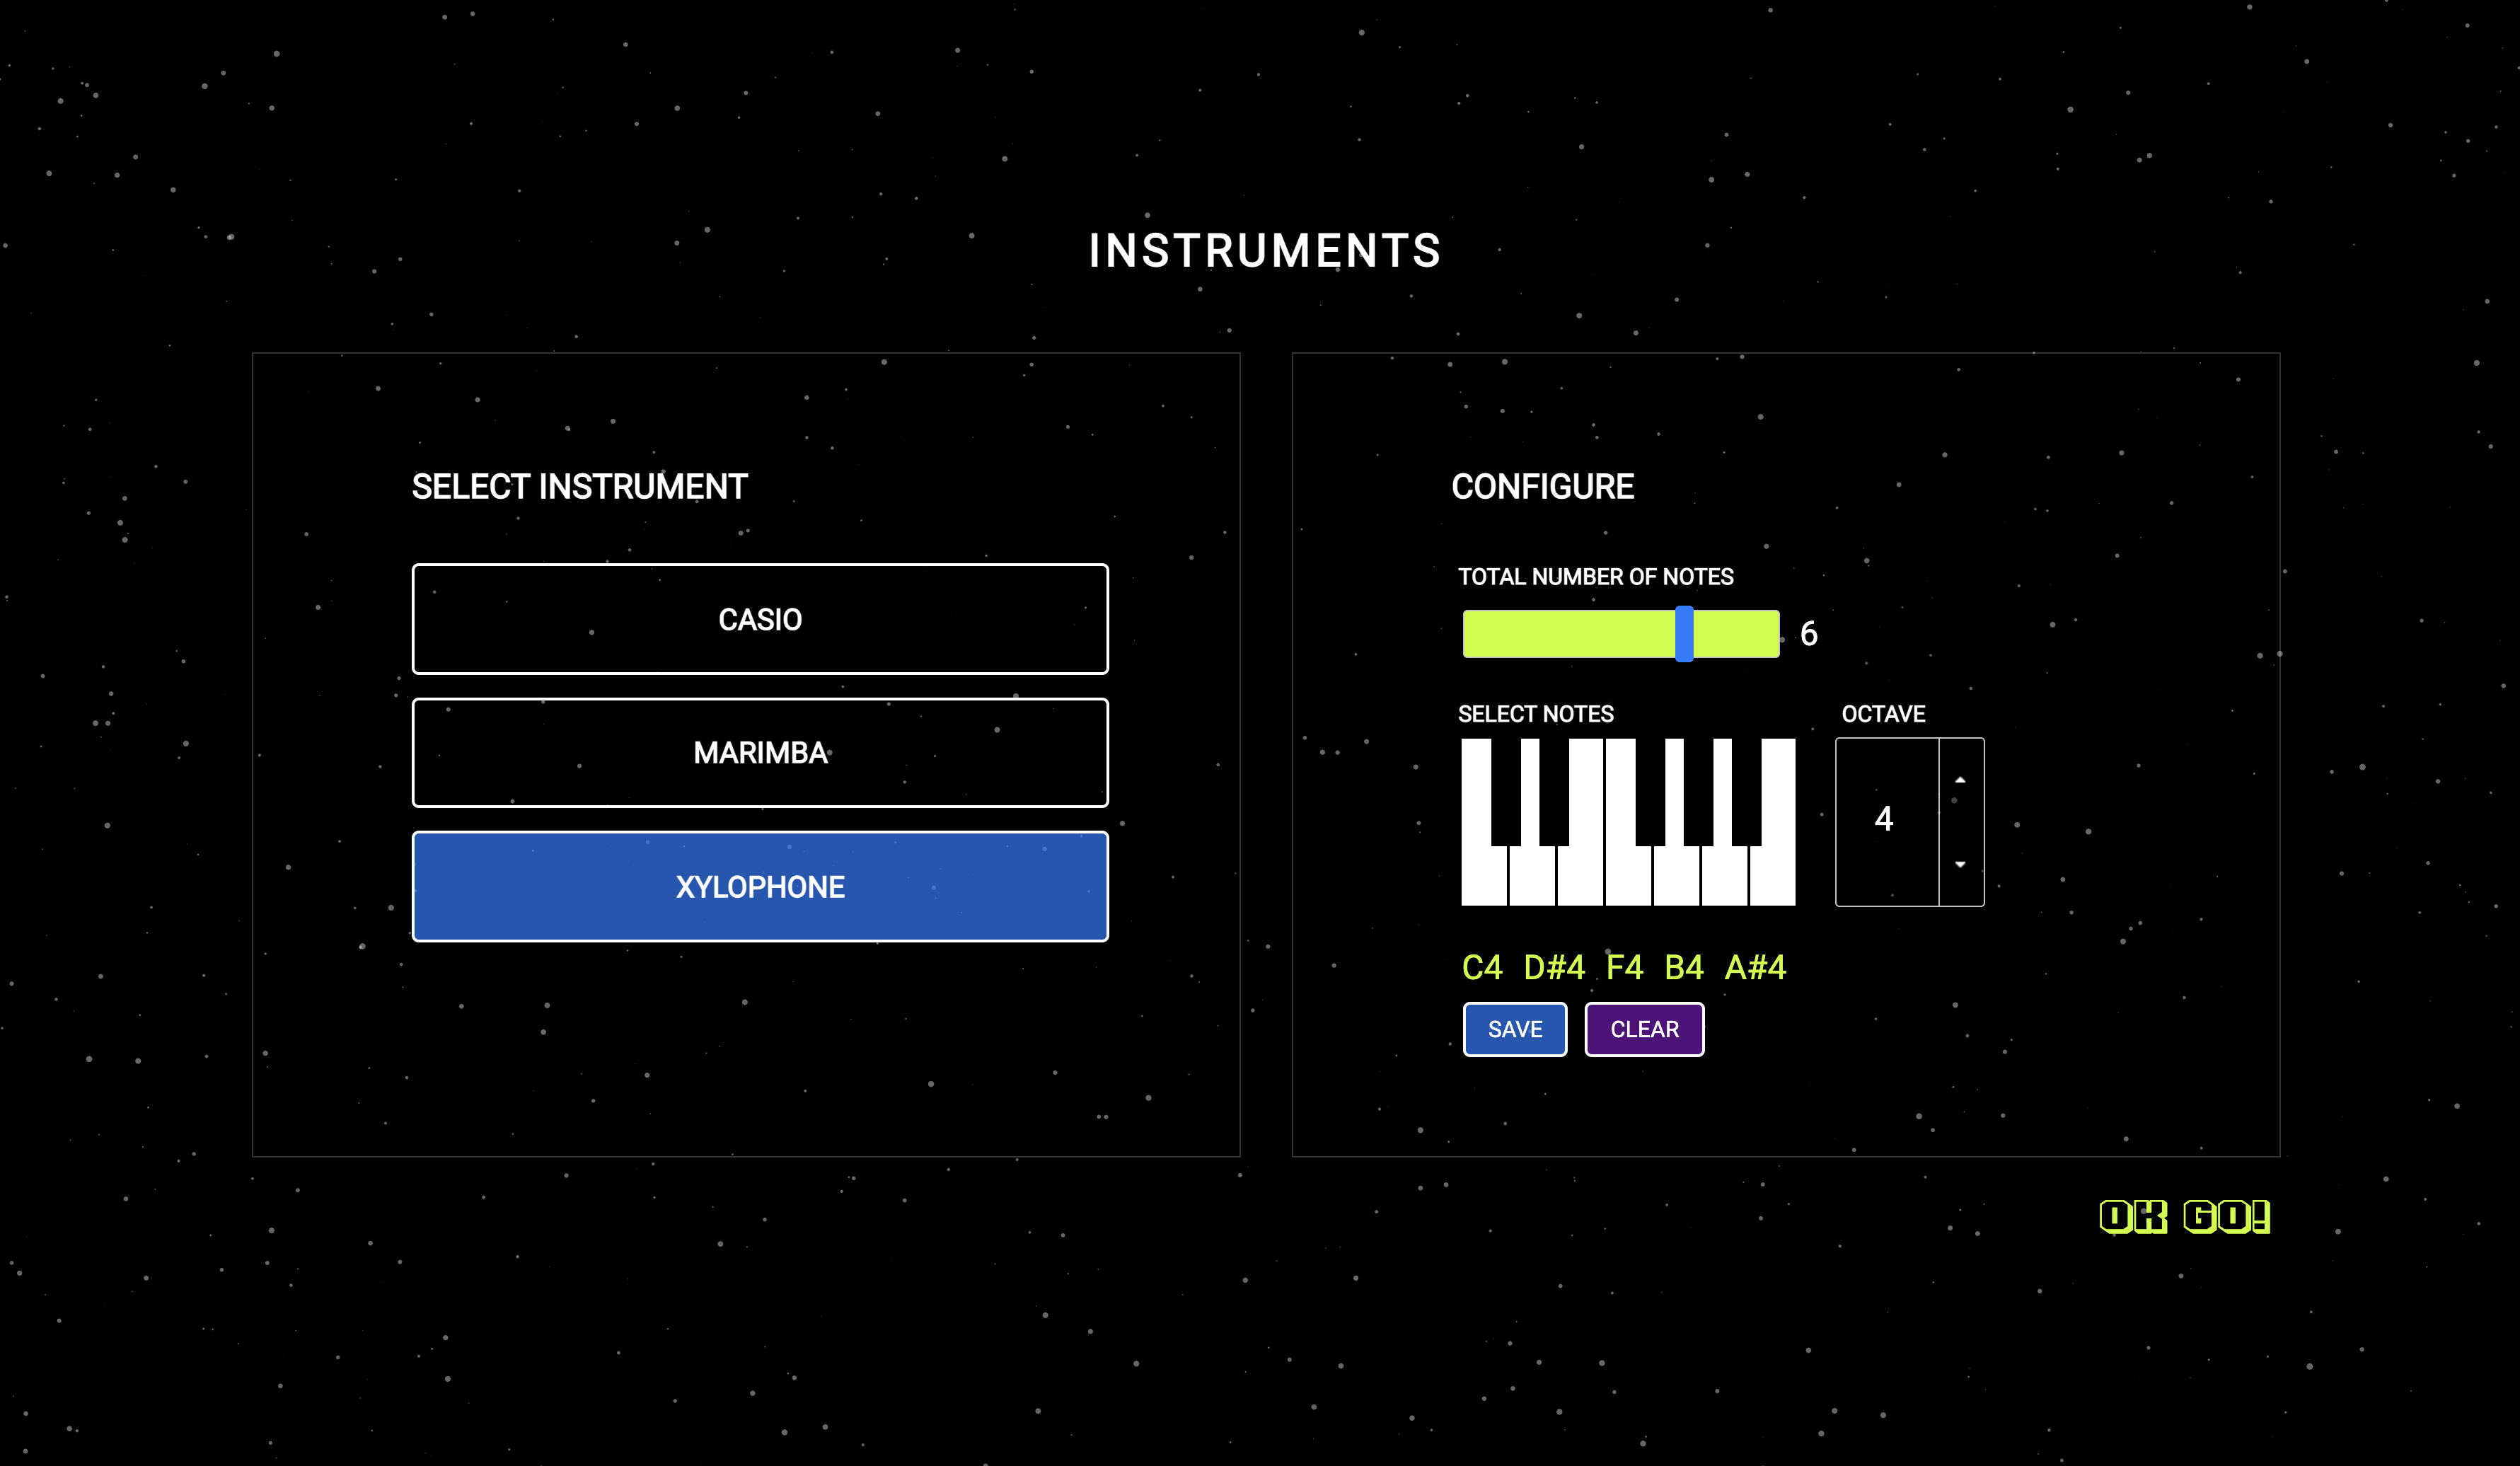 INSTRUMENTS
SELECT INSTRUMENT
CASIO
MARIMBA
XYLOPHONE
CONFIGURE
TOTAL NUMBER OF NOTES
6
SELECT NOTES
OCTAVE
4
C4 D#4 F4 B4 A#4
SAVE
CLEAR
OK GO!